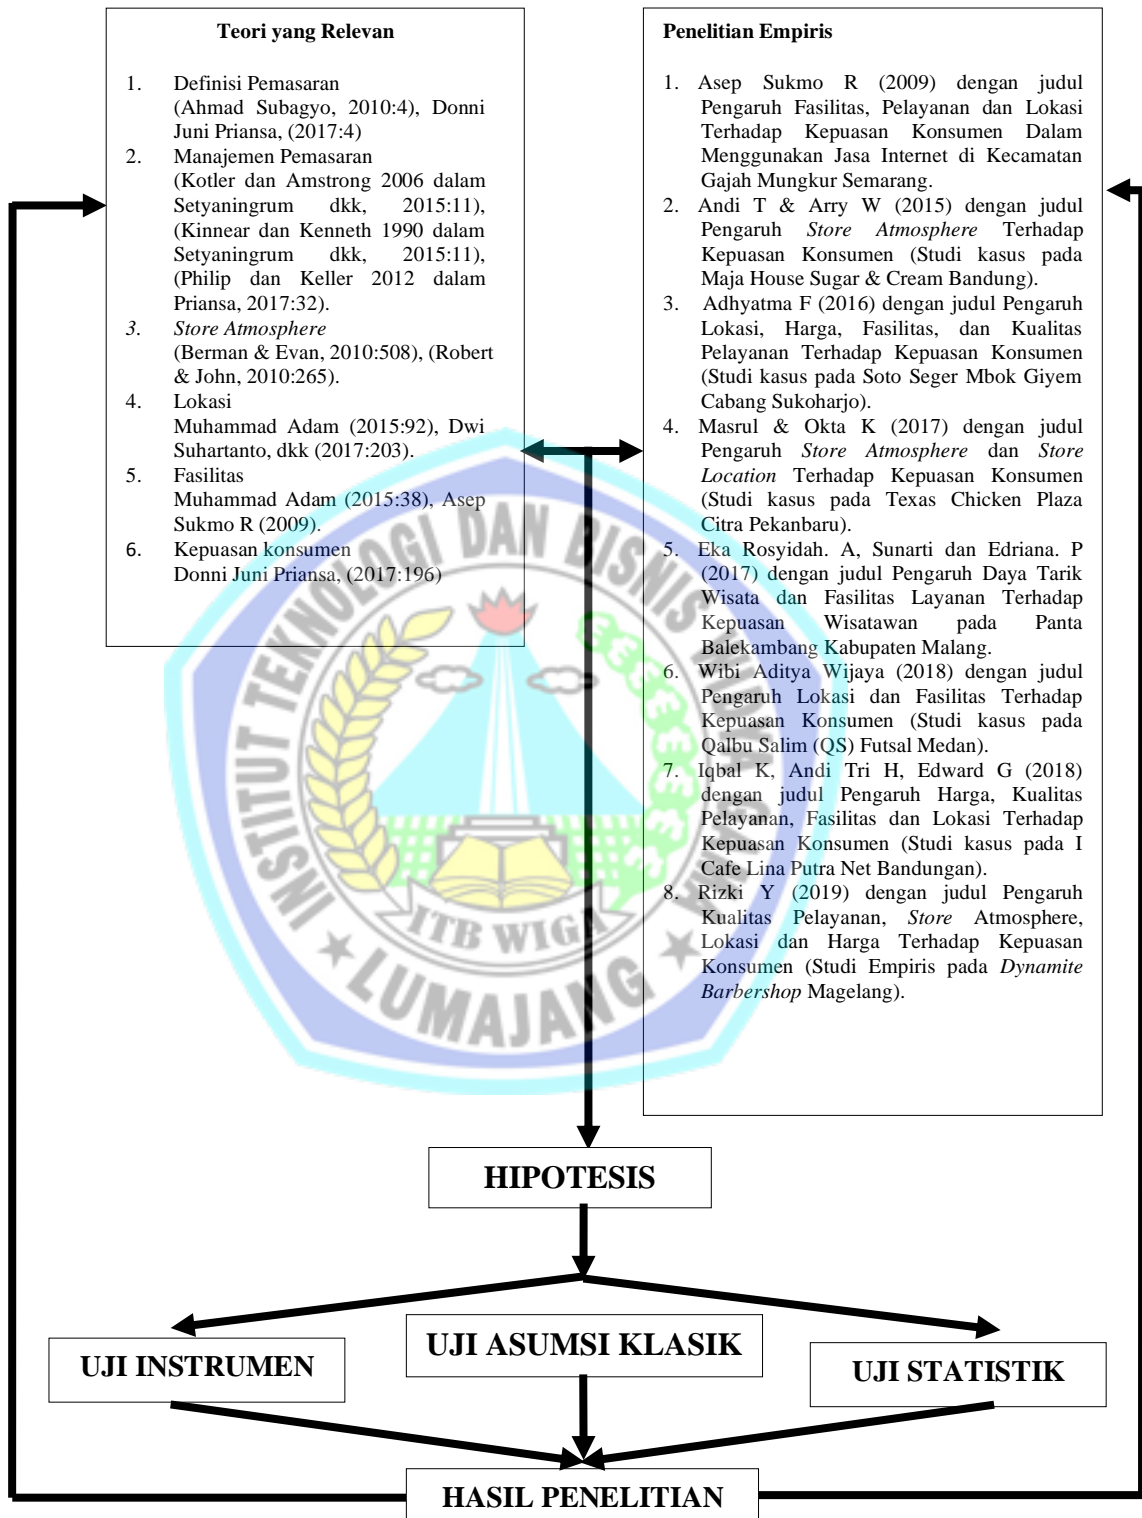 Teori yang Relevan
1. Definisi Pemasaran
(Ahmad Subagyo, 2010:4), Donni
Juni Priansa, (2017:4)
2. Manajemen Pemasaran
(Kotler dan Amstrong 2006 dalam
Setyaningrum dkk, 2015:11),
(Kinnear dan Kenneth 1990 dalam
Setyaningrum dkk, 2015:11),
(Philip dan Keller 2012 dalam
Priansa, 2017:32).
3. Store Atmosphere
(Berman & Evan, 2010:508), (Robert
& John, 2010:265).
4. Lokasi
Muhammad Adam (2015:92), Dwi
Suhartanto, dkk (2017:203).
5. Fasilitas
Muhammad Adam (2015:38), Asep
Sukmo R (2009).
6. Kepuasan konsumen
Donni Juni Priansa, (2017:196)
Penelitian Empiris
1. Asep Sukmo R (2009) dengan judul
Pengaruh Fasilitas, Pelayanan dan Lokasi
Terhadap Kepuasan Konsumen Dalam
Menggunakan Jasa Internet di Kecamatan
Gajah Mungkur Semarang.
2. Andi T & Arry W (2015) dengan judul
Pengaruh Store Atmosphere Terhadap
Kepuasan Konsumen (Studi kasus pada
Maja House Sugar & Cream Bandung).
3. Adhyatma F (2016) dengan judul Pengaruh
Lokasi, Harga, Fasilitas, dan Kualitas
Pelayanan Terhadap Kepuasan Konsumen
(Studi kasus pada Soto Seger Mbok Giyem
Cabang Sukoharjo).
4. Masrul & Okta K (2017) dengan judul
Pengaruh Store Atmosphere dan Store
Location Terhadap Kepuasan Konsumen
(Studi kasus pada Texas Chicken Plaza
Citra Pekanbaru).
5. Eka Rosyidah. A, Sunarti dan Edriana. P
(2017) dengan judul Pengaruh Daya Tarik
Wisata dan Fasilitas Layanan Terhadap
Kepuasan Wisatawan pada Panta
Balekambang Kabupaten Malang.
6. Wibi Aditya Wijaya (2018) dengan judul
Pengaruh Lokasi dan Fasilitas Terhadap
Kepuasan Konsumen (Studi kasus pada
Qalbu Salim (QS) Futsal Medan).
7. Iqbal K, Andi Tri H, Edward G (2018)
dengan judul Pengaruh Harga, Kualitas
Pelayanan, Fasilitas dan Lokasi Terhadap
Kepuasan Konsumen (Studi kasus pada I
Cafe Lina Putra Net Bandungan).
8. Rizki Y (2019) dengan judul Pengaruh
Kualitas Pelayanan, Store Atmosphere,
Lokasi dan Harga Terhadap Kepuasan
Konsumen (Studi Empiris pada Dynamite
Barbershop Magelang).
INSTITUT TEKNOLOGI DAN BISNIS WIDYA GAMA
ITB WIGA
LUMAJANG
HIPOTESIS
UJI INSTRUMEN
UJI ASUMSI KLASIK
UJI STATISTIK
HASIL PENELITIAN